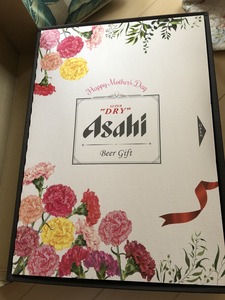 Happy Mother's Day
SUPER
"DRY"
Asahi
Beer Gift